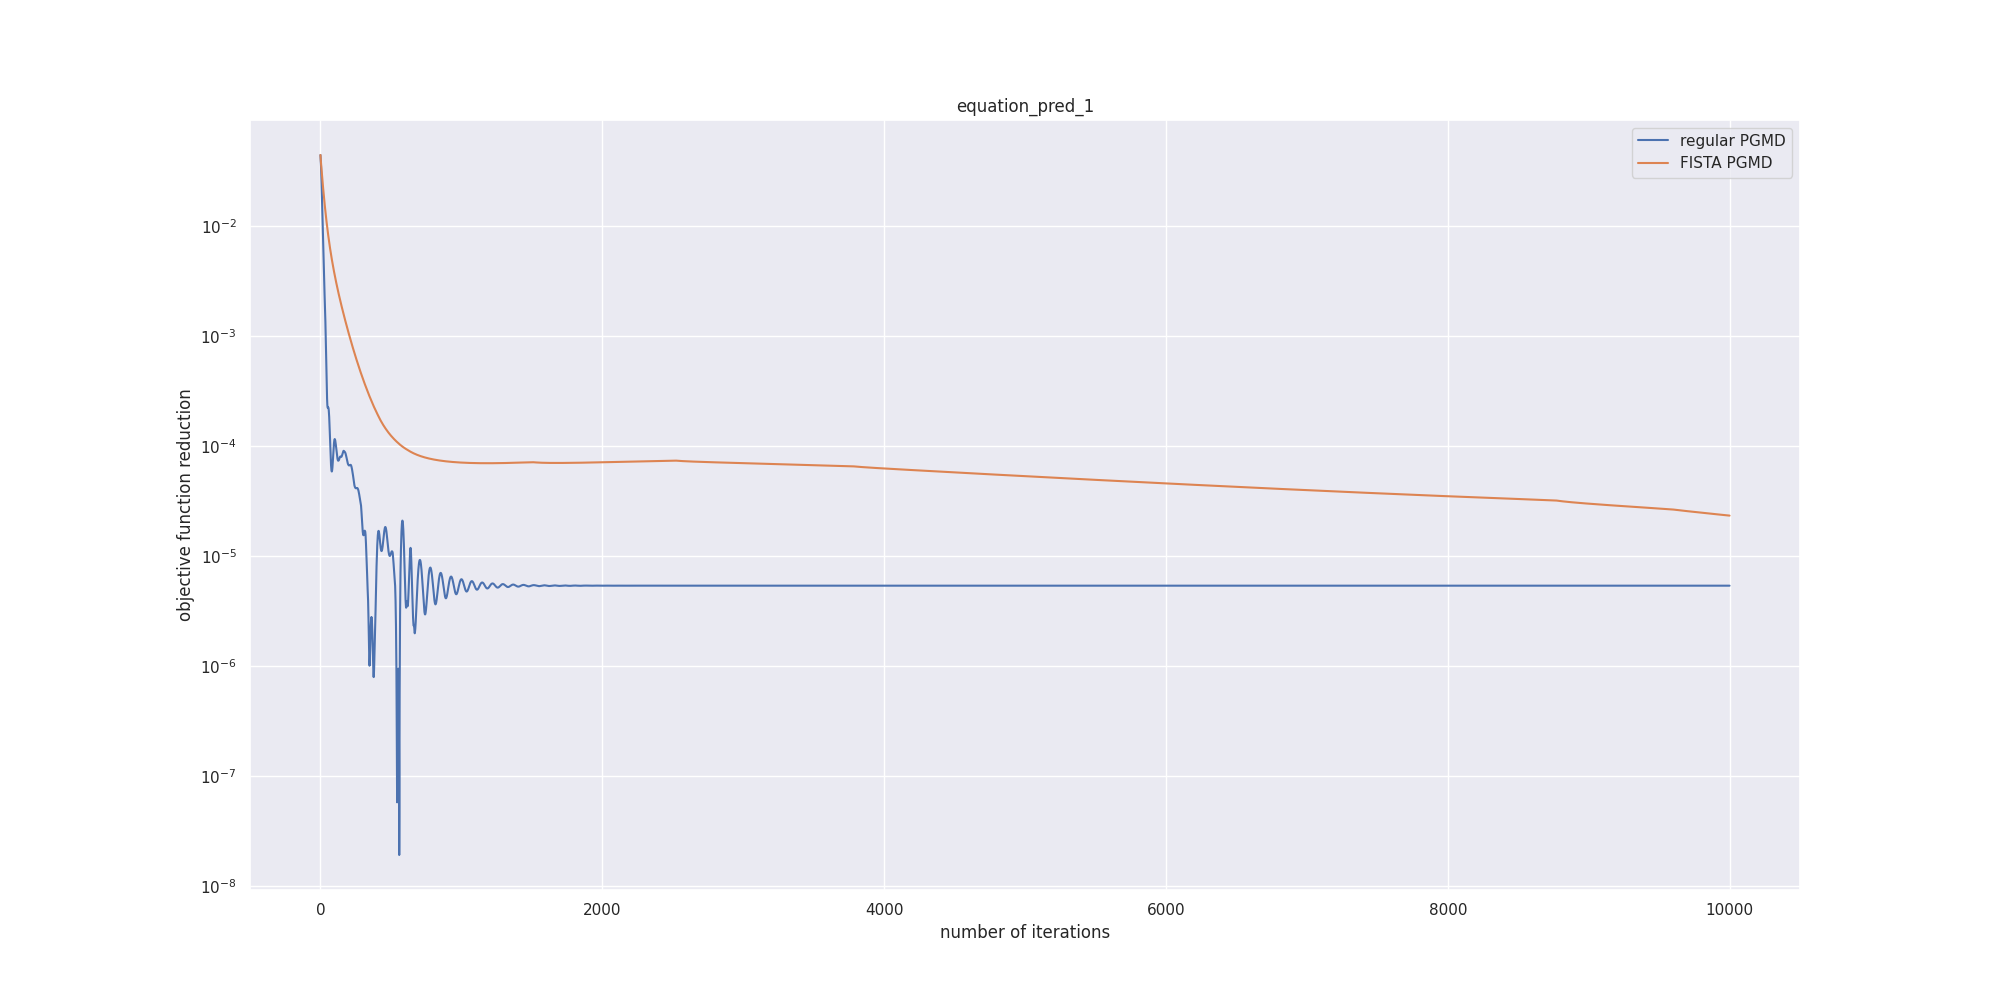 equation_pred_1
regular PGMD
FISTA PGMD
objective function reduction
10⁻²
10⁻³
10⁻⁴
10⁻⁵
10⁻⁶
10⁻⁷
10⁻⁸
0 2000 4000 6000 8000 10000
number of iterations